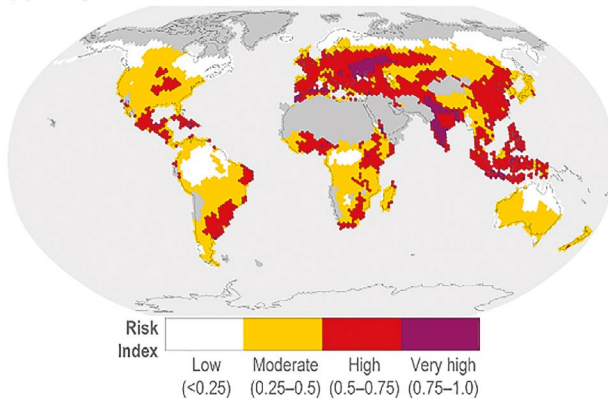 Risk
Index
Low
(<0.25)
Moderate
(0.25–0.5)
High
(0.5–0.75)
Very high
(0.75–1.0)